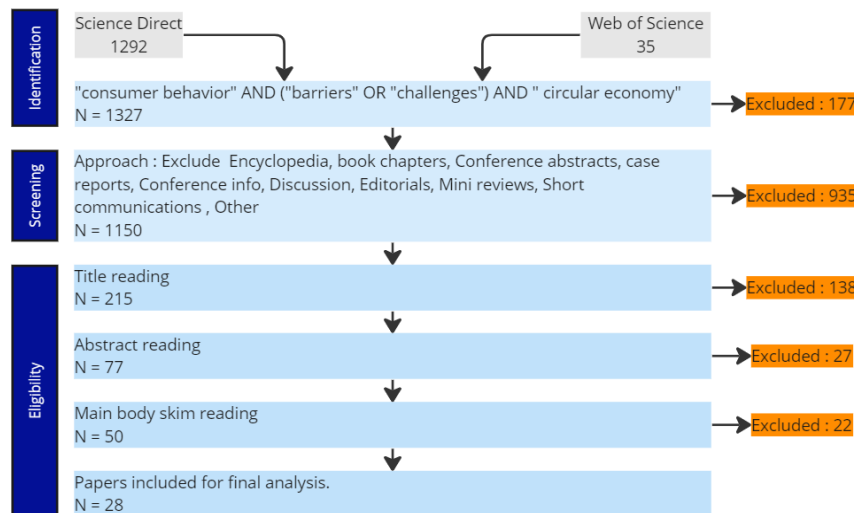 Science Direct
1292
Web of Science
35
Identification
"consumer behavior" AND ("barriers" OR "challenges") AND " circular economy"
N = 1327
Excluded : 177
Screening
Approach : Exclude  Encyclopedia, book chapters, Conference abstracts, case
reports, Conference info, Discussion, Editorials, Mini reviews, Short
communications , Other
N = 1150
Excluded : 935
Eligibility
Title reading
N = 215
Excluded : 138
Abstract reading
N = 77
Excluded : 27
Main body skim reading
N = 50
Excluded : 22
Papers included for final analysis.
N = 28